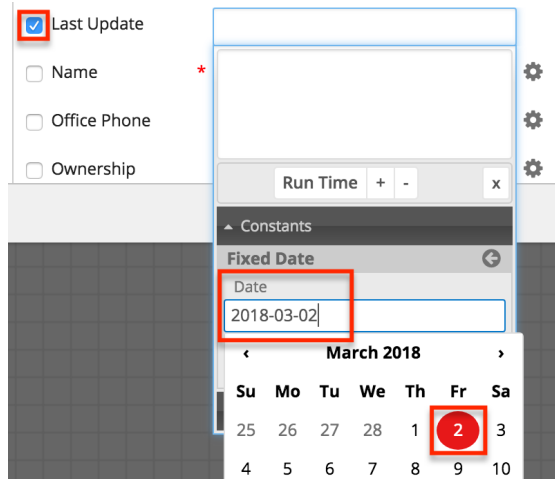 Last Update
Name *
Office Phone
Ownership
Run Time + - x
Constants
Fixed Date
Date
2018-03-02
‹ March 2018 ›
Su Mo Tu We Th Fr Sa
25 26 27 28 1 2 3
4 5 6 7 8 9 10